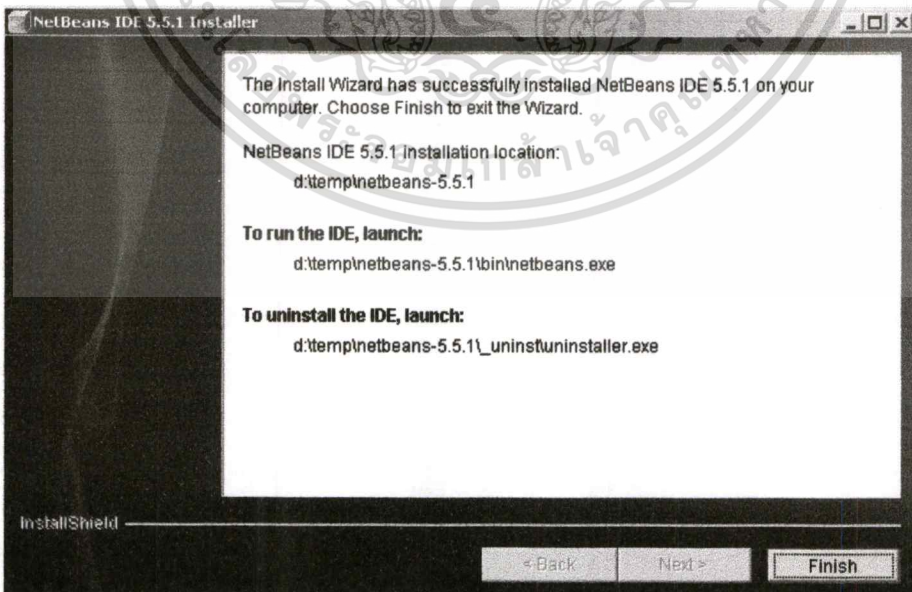 NetBeans IDE 5.5.1 Installer
The Install Wizard has successfully installed NetBeans IDE 5.5.1 on your
computer. Choose Finish to exit the Wizard.
NetBeans IDE 5.5.1 Installation location:
d:\temp\netbeans-5.5.1
To run the IDE, launch:
d:\temp\netbeans-5.5.1\bin\netbeans.exe
To uninstall the IDE, launch:
d:\temp\netbeans-5.5.1\_uninst\uninstaller.exe
InstallShield
< Back
Next >
Finish